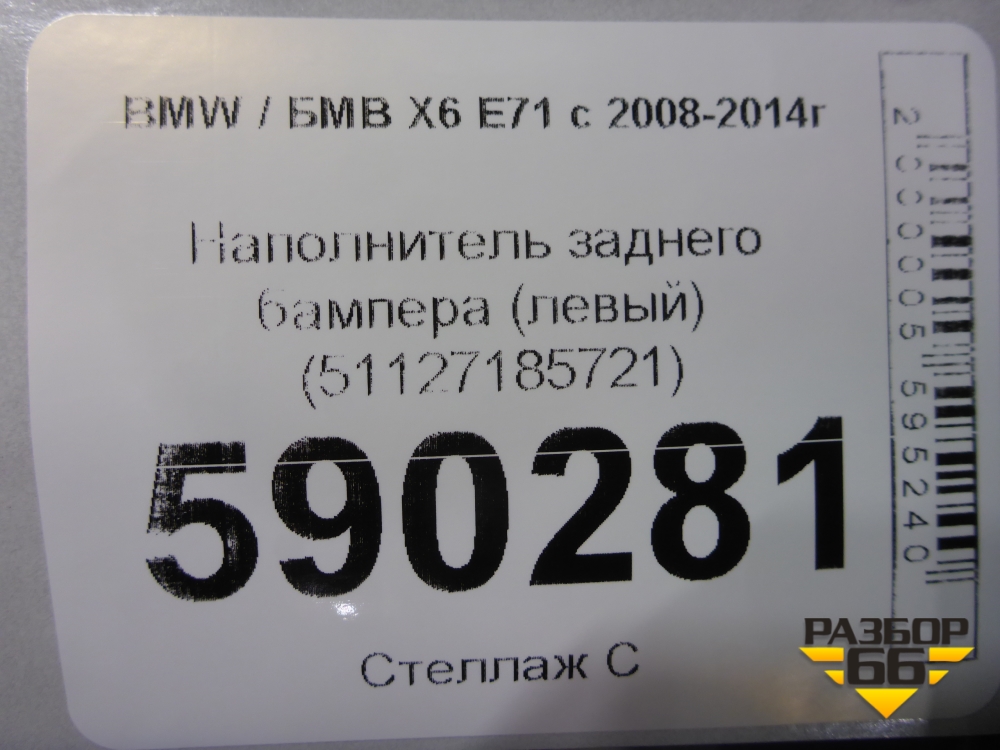 BMW / БМВ X6 E71 с 2008-2014г
Наполнитель заднего
бампера (левый)
(51127185721)
590281
Стеллаж С
2000005595240
РАЗБОР
66